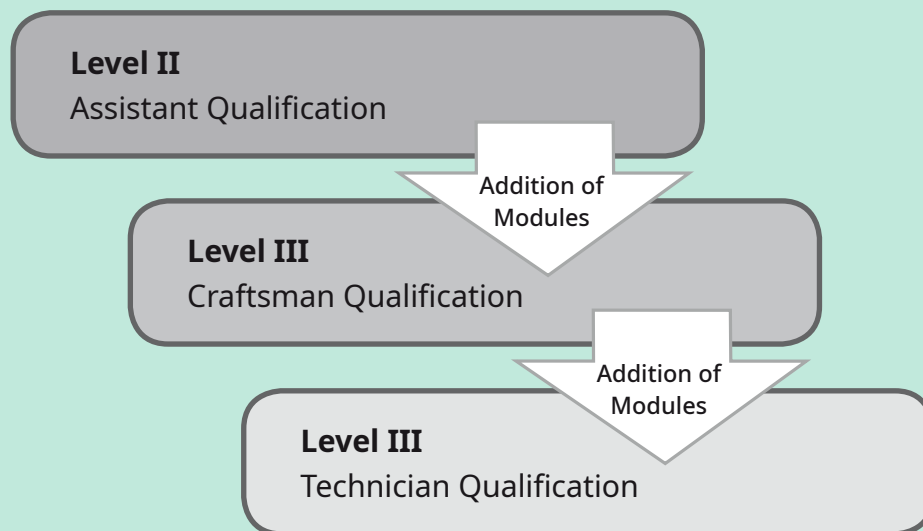 Level II
Assistant Qualification
Addition of
Modules
Level III
Craftsman Qualification
Addition of
Modules
Level III
Technician Qualification